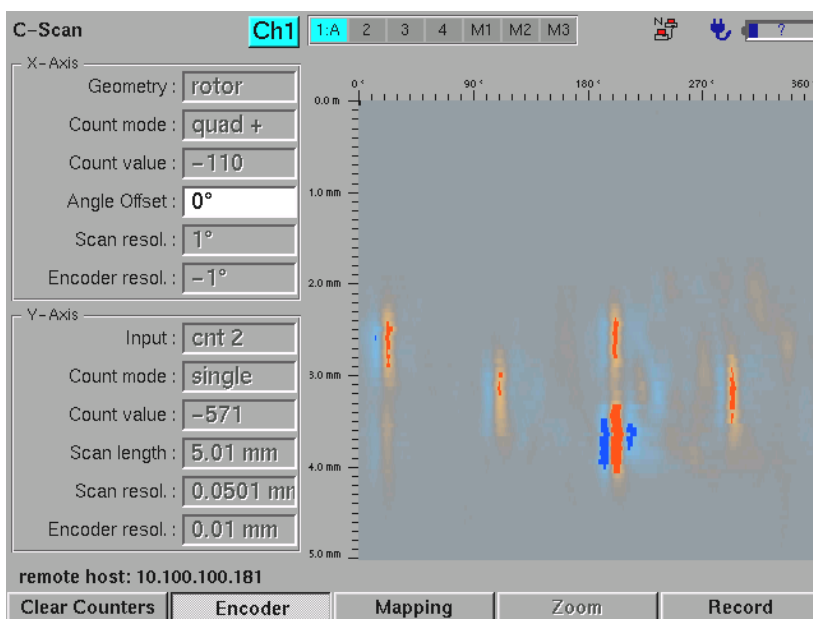 C-Scan Ch1 1:A 2 3 4 M1 M2 M3 N ?
X-Axis
Geometry : rotor
Count mode : quad +
Count value : -110
Angle Offset : 0°
Scan resol. : 1°
Encoder resol. : -1°
Y-Axis
Input : cnt 2
Count mode : single
Count value : -571
Scan length : 5.01 mm
Scan resol. : 0.0501 mm
Encoder resol. : 0.01 mm
0° 90° 180° 270° 360
0.0 mm
1.0 mm
2.0 mm
3.0 mm
4.0 mm
5.0 mm
remote host: 10.100.100.181
Clear Counters Encoder Mapping Zoom Record